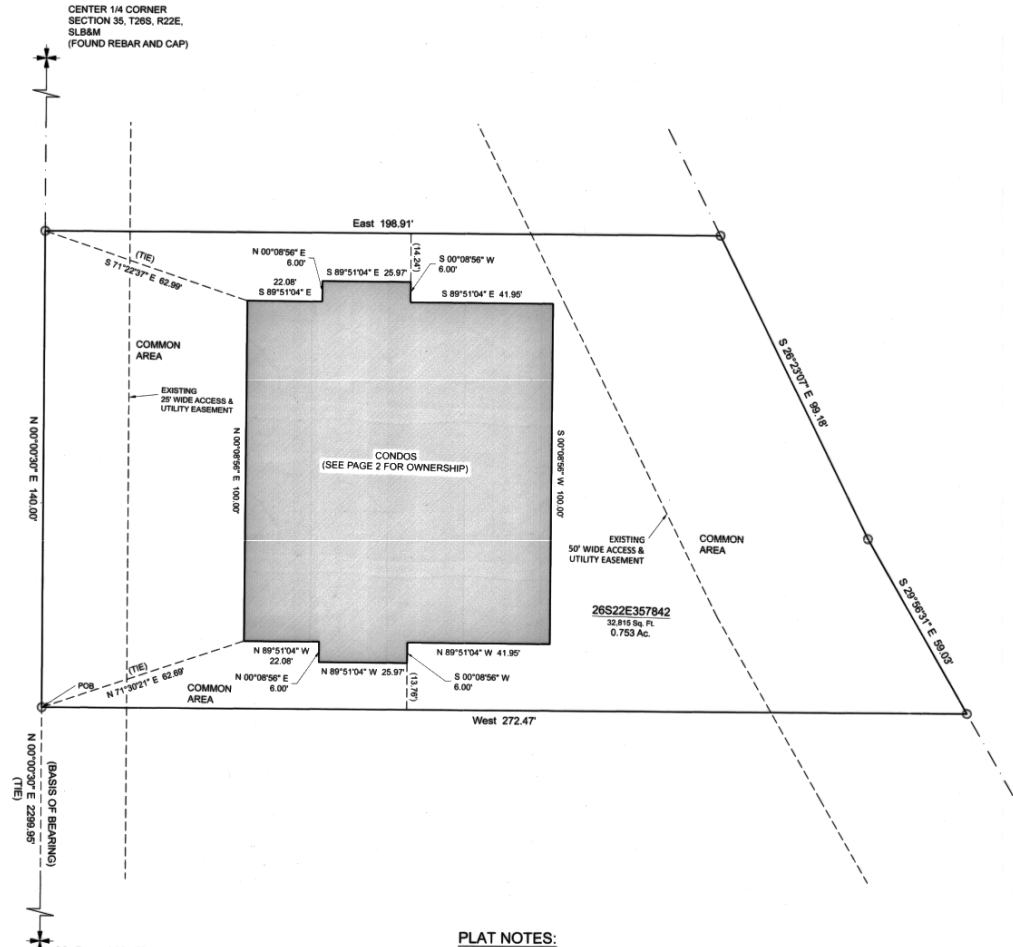 CENTER 1/4 CORNER
SECTION 35, T26S, R22E,
SLB&M
(FOUND REBAR AND CAP)
East 198.91'
(TIE)
S 71°22'37" E 62.99'
N 00°08'56" E
6.00'
S 89°51'04" E 25.97'
(14.24')
S 00°08'56" W
6.00'
22.08'
S 89°51'04" E
S 89°51'04" E 41.95'
COMMON
AREA
EXISTING
25' WIDE ACCESS &
UTILITY EASEMENT
N 00°00'30" E 140.00'
N 00°08'56" E 100.00'
CONDOS
(SEE PAGE 2 FOR OWNERSHIP)
S 00°08'56" W 100.00'
S 26°23'07" E 99.18'
EXISTING
50' WIDE ACCESS &
UTILITY EASEMENT
COMMON
AREA
26S22E357842
32,815 Sq. Ft.
0.753 Ac.
S 29°56'31" E 59.03'
N 89°51'04" W
22.08'
N 89°51'04" W 41.95'
N 89°51'04" W 25.97'
N 00°08'56" E
6.00'
S 00°08'56" W
6.00'
(13.76')
(TIE)
N 71°30'21" E 62.69'
POB
COMMON
AREA
West 272.47'
(BASIS OF BEARING)
N 00°00'30" E 2299.95'
(TIE)
PLAT NOTES: